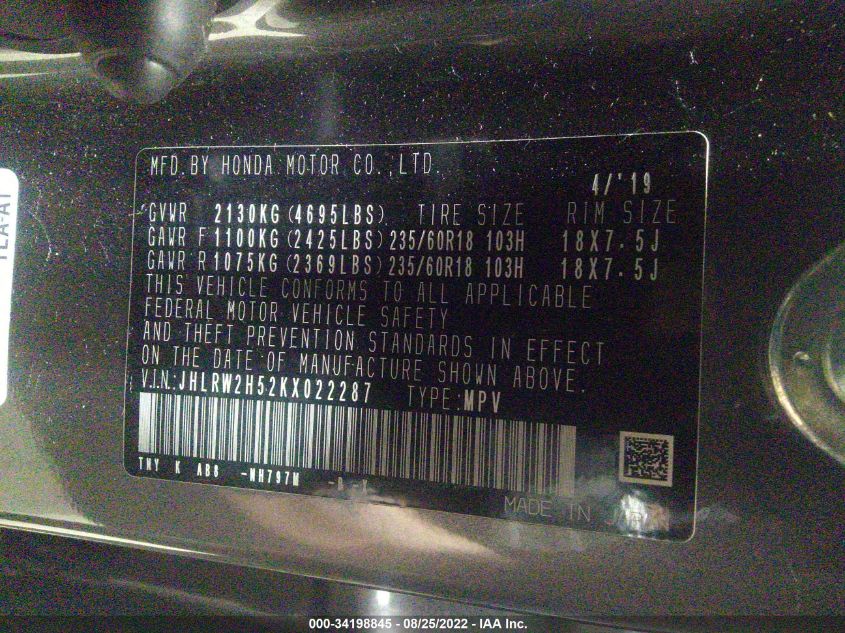 MFD. BY HONDA MOTOR CO., LTD.
4/'19
GVWR 2130KG (4695LBS) TIRE SIZE RIM SIZE
GAWR F 1100KG (2425LBS) 235/60R18 103H 18X7.5J
GAWR R 1075KG (2369LBS) 235/60R18 103H 18X7.5J
THIS VEHICLE CONFORMS TO ALL APPLICABLE
FEDERAL MOTOR VEHICLE SAFETY
AND THEFT PREVENTION STANDARDS IN EFFECT
ON THE DATE OF MANUFACTURE SHOWN ABOVE.
V.I.N: JHLRW2H52KX022287 TYPE: MPV
K -NH797M
MADE IN
TLA-A1
000-34198845 - 08/25/2022 - IAA Inc.